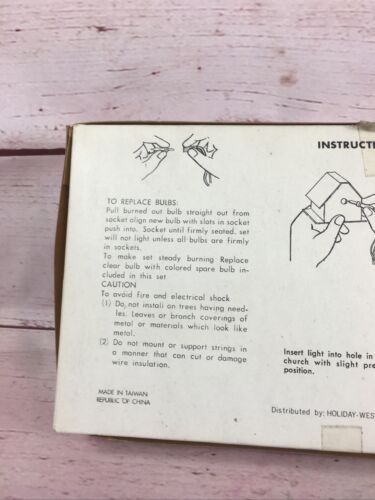 INSTRUCTI
TO REPLACE BULBS:
Pull burned out bulb straight out from
socket align new bulb with slots in socket
push into. Socket until firmly seated. set
will not light unless all bulbs are firmly
in sockets.
To make set steady burning Replace
clear bulb with colored spare bulb in-
cluded in this set
CAUTION
To avoid fire and electrical shock
(1) Do, not install on trees having need-
les. Leaves or branch coverings of
metal or materials which look like
metal.
(2) Do not mount or support strings in
a manner that can cut or damage
wire insulation.
Insert light into hole in
church with slight pre
position.
MADE IN TAIWAN
REPUBLIC OF CHINA
Distributed by: HOLIDAY-WES